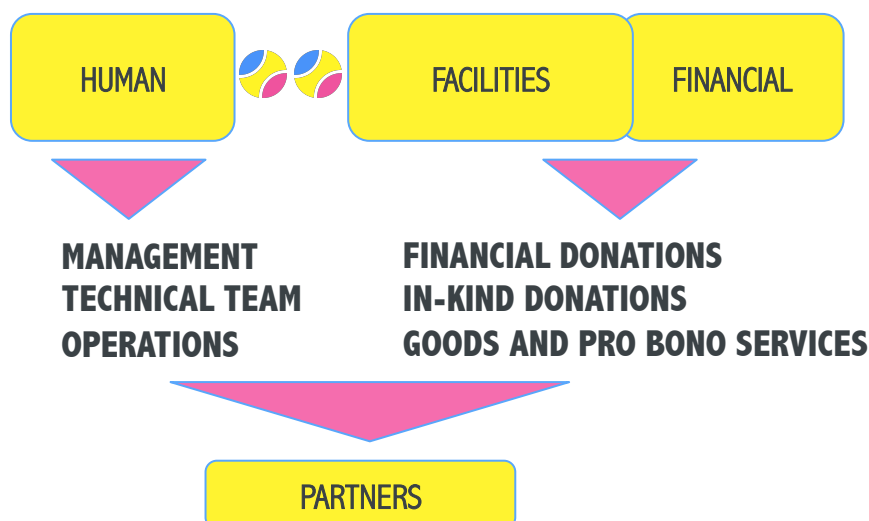 HUMAN
FACILITIES
FINANCIAL
MANAGEMENT
TECHNICAL TEAM
OPERATIONS
FINANCIAL DONATIONS
IN-KIND DONATIONS
GOODS AND PRO BONO SERVICES
PARTNERS